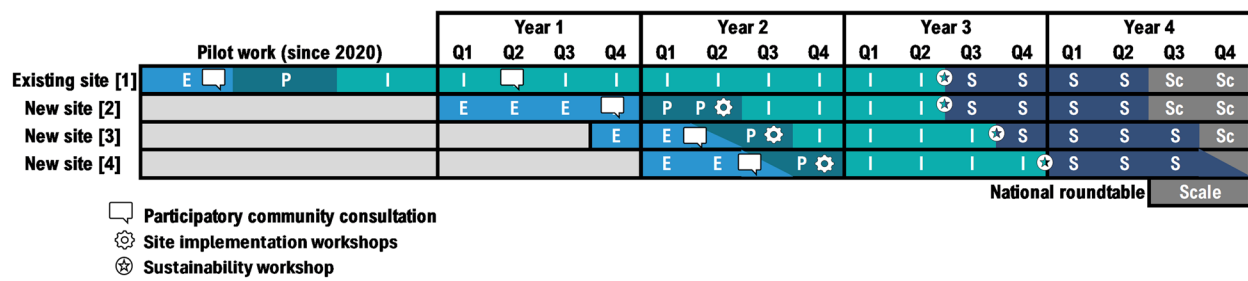 Year 1 Year 2 Year 3 Year 4
Pilot work (since 2020) Q1 Q2 Q3 Q4 Q1 Q2 Q3 Q4 Q1 Q2 Q3 Q4 Q1 Q2 Q3 Q4
Existing site [1] E P I I I I I I I I I I S S S S Sc Sc
New site [2] E E E P P I I I I S S S S Sc Sc
New site [3] E E P I I I I S S S S Sc
New site [4] E E P I I I I S S S
National roundtable Scale
Participatory community consultation
Site implementation workshops
Sustainability workshop